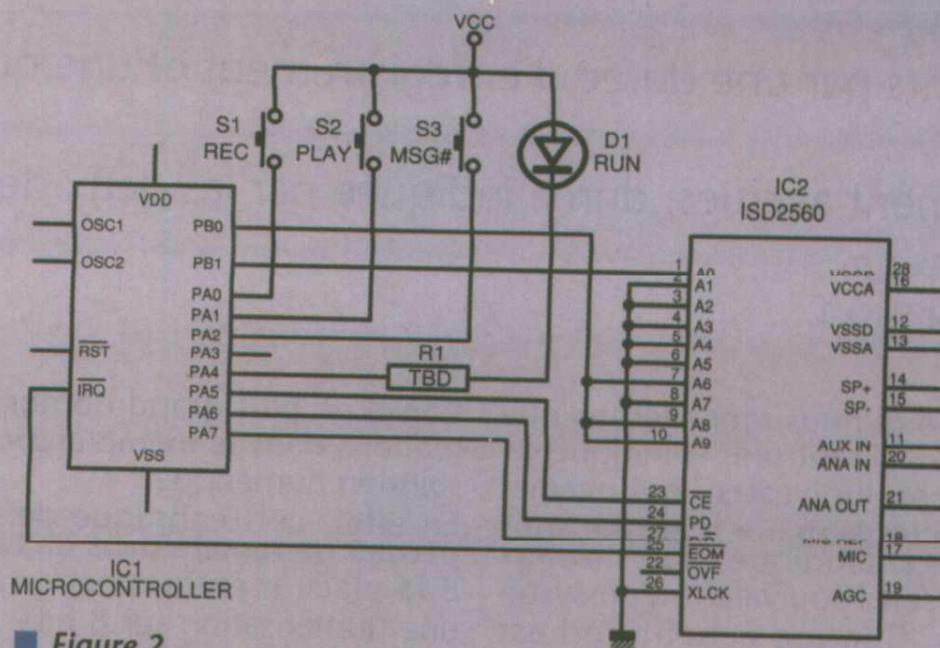 VCC
S1
REC
S2
PLAY
S3
MSG#
D1
RUN
IC2
ISD2560
VDD
OSC1
OSC2
RST
IRQ
VSS
PB0
PB1
PA0
PA1
PA2
PA3
PA4
PA5
PA6
PA7
R1
TBD
IC1
MICROCONTROLLER
1 A0
2 A1
3 A2
4 A3
5 A4
6 A5
7 A6
8 A7
9 A8
10 A9
23 CE
24 PD
27
25 EOM
22 OVF
26 XLCK
28
VCCA 16
VSSD 12
VSSA 13
SP+ 14
SP- 15
AUX IN 11
ANA IN 20
ANA OUT 21
18
MIC 17
AGC 19
Figure 2